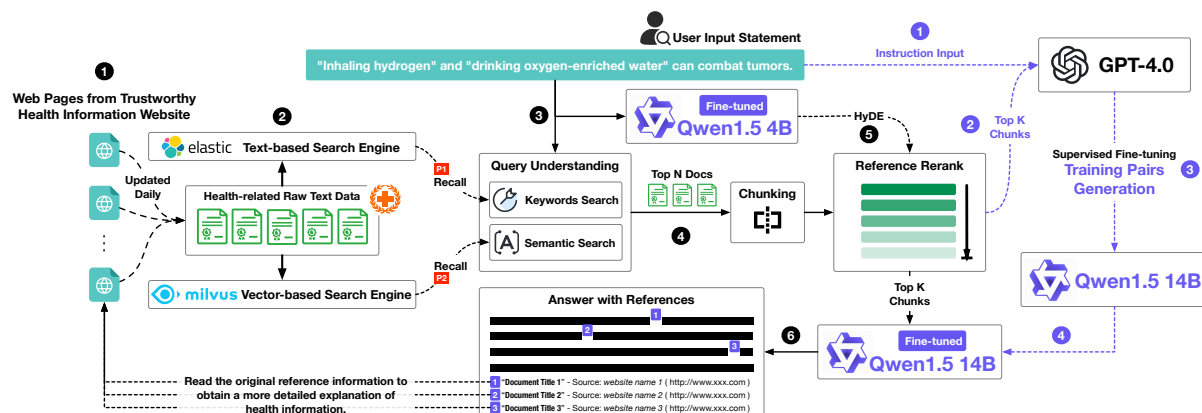 User Input Statement
"Inhaling hydrogen" and "drinking oxygen-enriched water" can combat tumors.
1
Instruction Input
GPT-4.0
1
Web Pages from Trustworthy
Health Information Website
2
elastic Text-based Search Engine
Updated
Daily
Health-related Raw Text Data
milvus Vector-based Search Engine
P1
Recall
Recall
P2
3
Fine-tuned
Qwen1.5 4B
HyDE
5
Query Understanding
Keywords Search
Semantic Search
Top N Docs
4
Chunking
Reference Rerank
2
Top K
Chunks
Supervised Fine-tuning
Training Pairs
Generation
3
Qwen1.5 14B
4
Top K
Chunks
Fine-tuned
Qwen1.5 14B
6
Answer with References
1
2
3
1 "Document Title 1" - Source: website name 1 ( http://www.xxx.com )
2 "Document Title 2" - Source: website name 2 ( http://www.xxx.com )
3 "Document Title 3" - Source: website name 3 ( http://www.xxx.com )
Read the original reference information to
obtain a more detailed explanation of
health information.